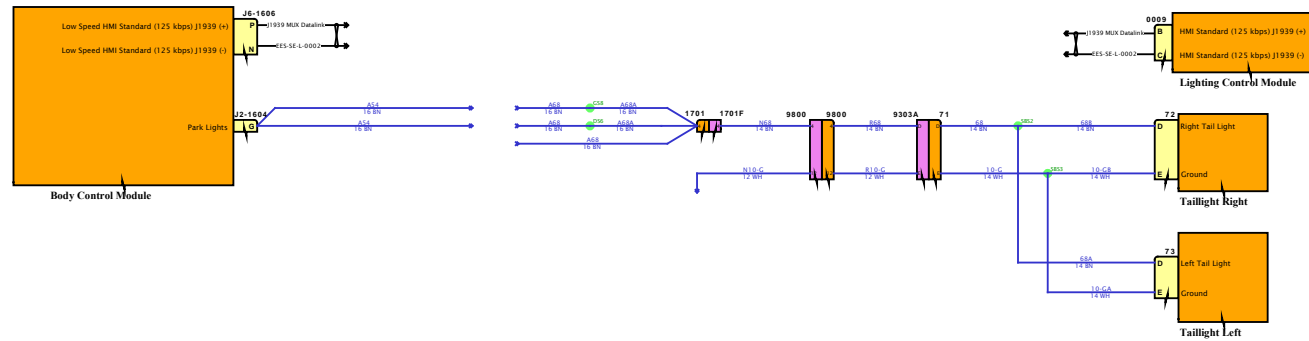 J6-1606
Low Speed HMI Standard (125 kbps) J1939 (+)
P
J1939 MUX Datalink
Low Speed HMI Standard (125 kbps) J1939 (-)
N
EES-SE-L-0002
J2-1604
Park Lights
G
A54
16 BN
A54
16 BN
Body Control Module
A68
16 BN
G58
A68A
16 BN
A68
16 BN
A68A
16 BN
A68
16 BN
1701
1701F
N68
14 BN
N10-G
12 WH
9800
9800
R68
14 BN
R10-G
12 WH
9303A
71
68
14 BN
10-G
14 WH
SBS2
SBS3
68B
14 BN
10-GB
14 WH
0009
J1939 MUX Datalink
B
HMI Standard (125 kbps) J1939 (+)
EES-SE-L-0002
C
HMI Standard (125 kbps) J1939 (-)
Lighting Control Module
72
D
Right Tail Light
E
Ground
Taillight Right
73
68A
14 BN
D
Left Tail Light
10-GA
14 WH
E
Ground
Taillight Left